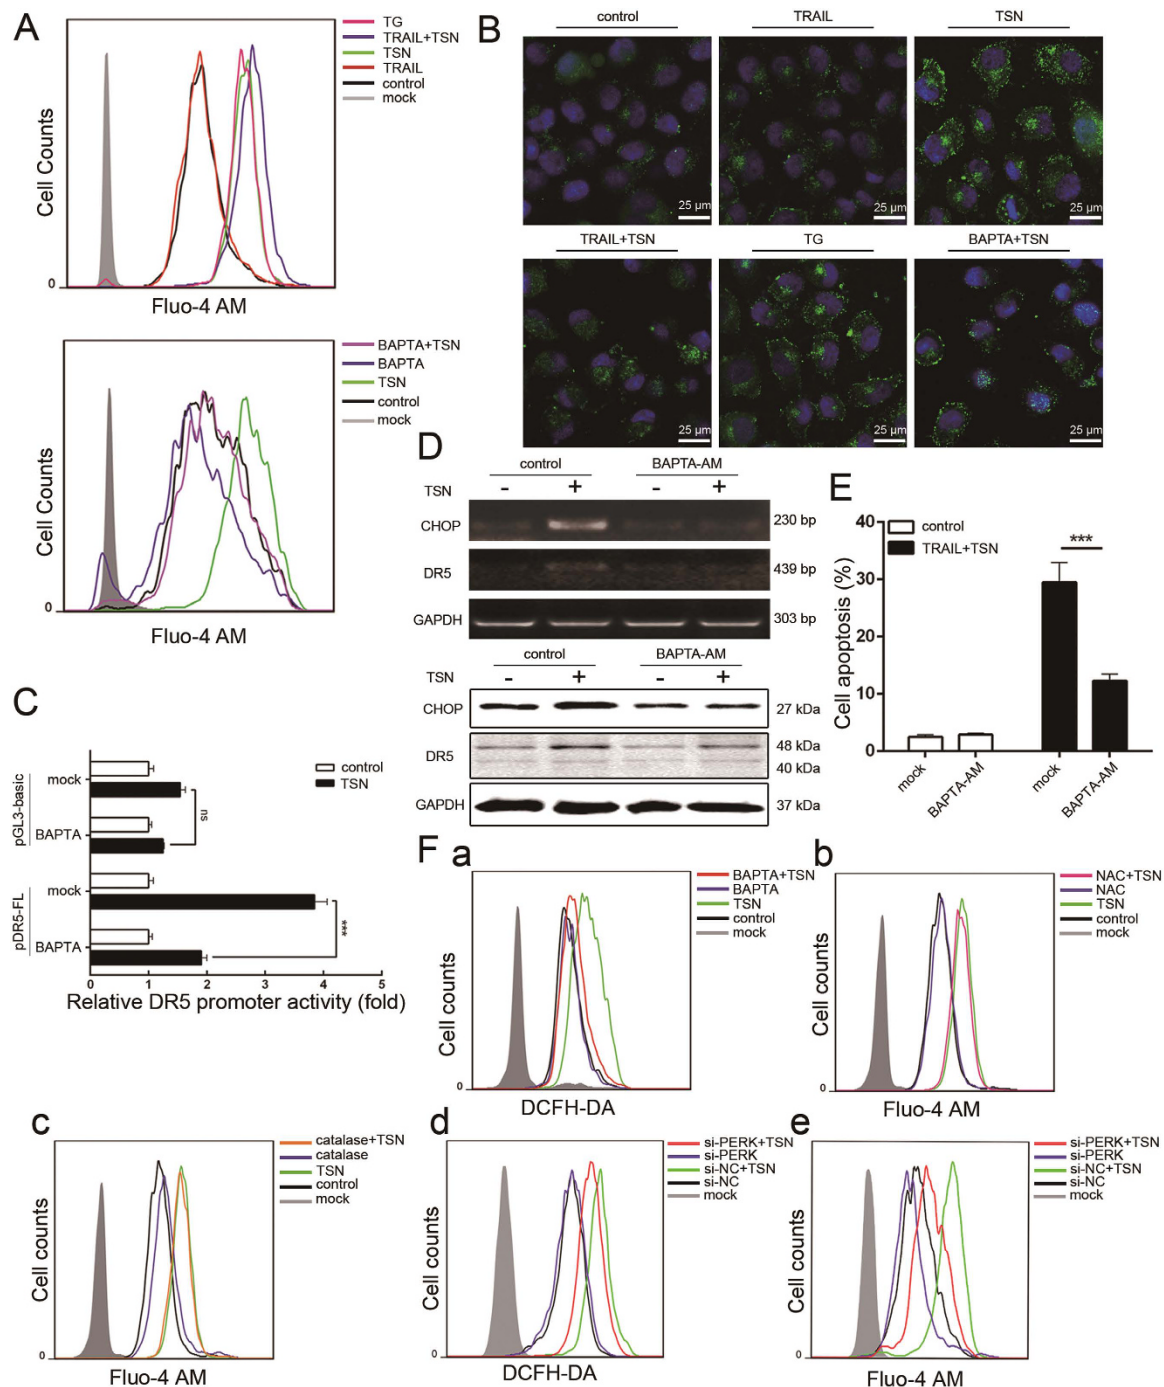 A
TG
TRAIL+TSN
TSN
TRAIL
control
mock
Cell Counts
0
Fluo-4 AM
BAPTA+TSN
BAPTA
TSN
control
mock
Cell Counts
0
Fluo-4 AM
B
control
TRAIL
TSN
25 µm
25 µm
25 µm
TRAIL+TSN
TG
BAPTA+TSN
25 µm
25 µm
25 µm
C
control
TSN
pGL3-basic
mock
BAPTA
ns
pDR5-FL
mock
BAPTA
***
0 1 2 3 4 5
Relative DR5 promoter activity (fold)
D
control BAPTA-AM
TSN - + - +
CHOP 230 bp
DR5 439 bp
GAPDH 303 bp
control BAPTA-AM
TSN - + - +
CHOP 27 kDa
DR5 48 kDa
40 kDa
GAPDH 37 kDa
E
control
TRAIL+TSN
***
Cell apoptosis (%)
40
30
20
10
0
mock BAPTA-AM mock BAPTA-AM
F
a
BAPTA+TSN
BAPTA
TSN
control
mock
Cell counts
0
DCFH-DA
b
NAC+TSN
NAC
TSN
control
mock
Cell counts
0
Fluo-4 AM
c
catalase+TSN
catalase
TSN
control
mock
Cell counts
0
Fluo-4 AM
d
si-PERK+TSN
si-PERK
si-NC+TSN
si-NC
mock
Cell counts
0
DCFH-DA
e
si-PERK+TSN
si-PERK
si-NC+TSN
si-NC
mock
Cell counts
0
Fluo-4 AM